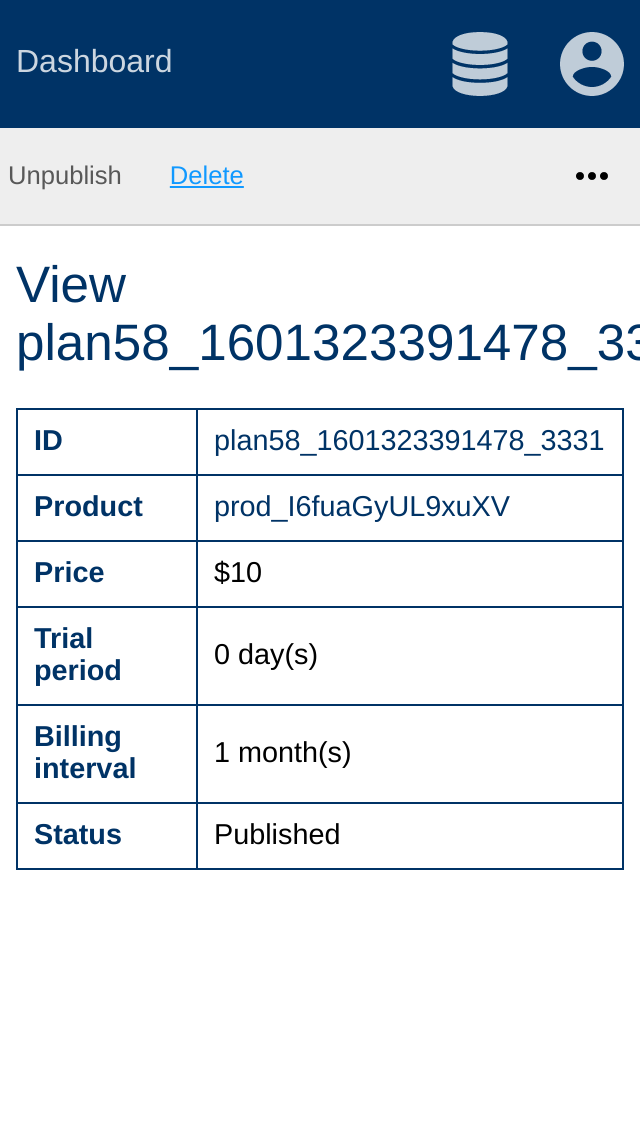 Dashboard
Unpublish Delete •••
View
plan58_1601323391478_33
ID plan58_1601323391478_3331
Product prod_I6fuaGyUL9xuXV
Price $10
Trial
period
0 day(s)
Billing
interval
1 month(s)
Status Published